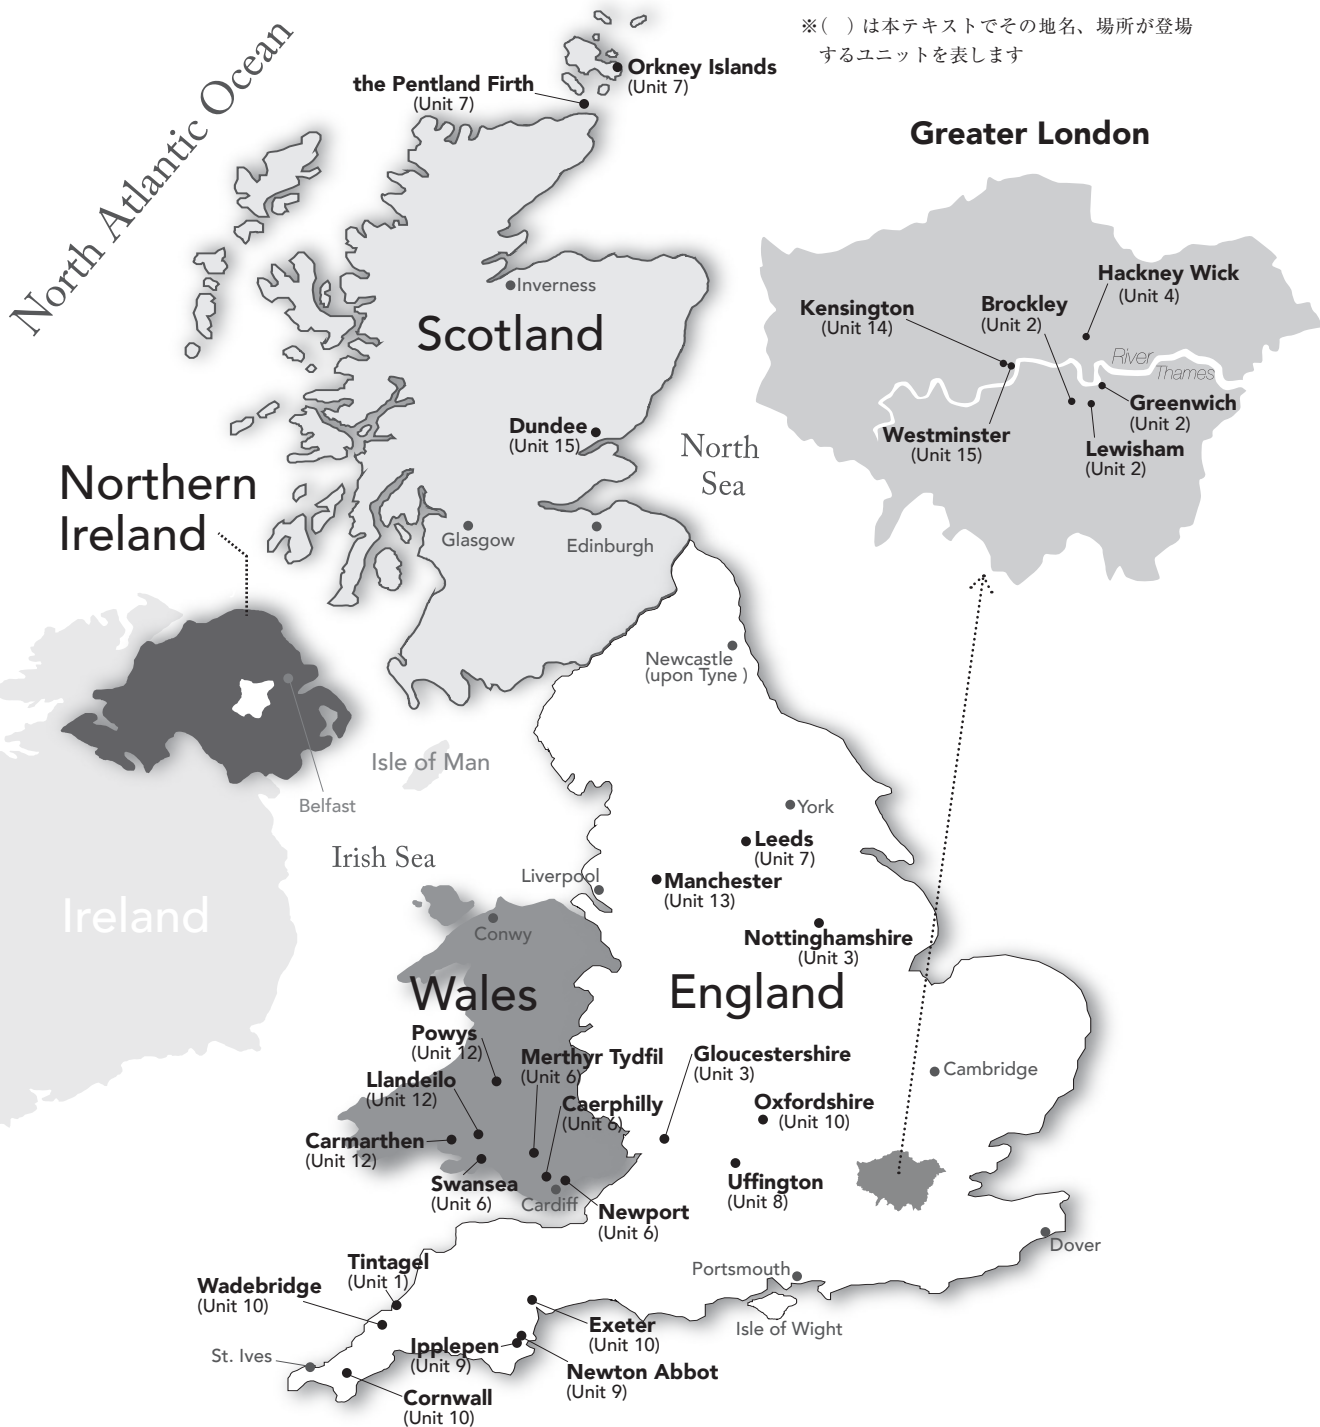 ※(　) は本テキストでその地名、場所が登場
するユニットを表します
North Atlantic Ocean
Orkney Islands
(Unit 7)
the Pentland Firth
(Unit 7)
Greater London
Hackney Wick
(Unit 4)
Kensington
(Unit 14)
Brockley
(Unit 2)
River
Thames
Greenwich
(Unit 2)
Westminster
(Unit 15)
Lewisham
(Unit 2)
Inverness
Scotland
Dundee
(Unit 15)
North
Sea
Northern
Ireland
Glasgow
Edinburgh
Newcastle
(upon Tyne )
Isle of Man
Belfast
York
Leeds
(Unit 7)
Irish Sea
Liverpool
Manchester
(Unit 13)
Ireland
Conwy
Nottinghamshire
(Unit 3)
Wales
England
Powys
(Unit 12)
Merthyr Tydfil
(Unit 6)
Gloucestershire
(Unit 3)
Cambridge
Llandeilo
(Unit 12)
Caerphilly
(Unit 6)
Oxfordshire
(Unit 10)
Carmarthen
(Unit 12)
Swansea
(Unit 6)
Cardiff
Uffington
(Unit 8)
Newport
(Unit 6)
Dover
Tintagel
(Unit 1)
Portsmouth
Wadebridge
(Unit 10)
Isle of Wight
Exeter
(Unit 10)
Ipplepen
(Unit 9)
St. Ives
Newton Abbot
(Unit 9)
Cornwall
(Unit 10)